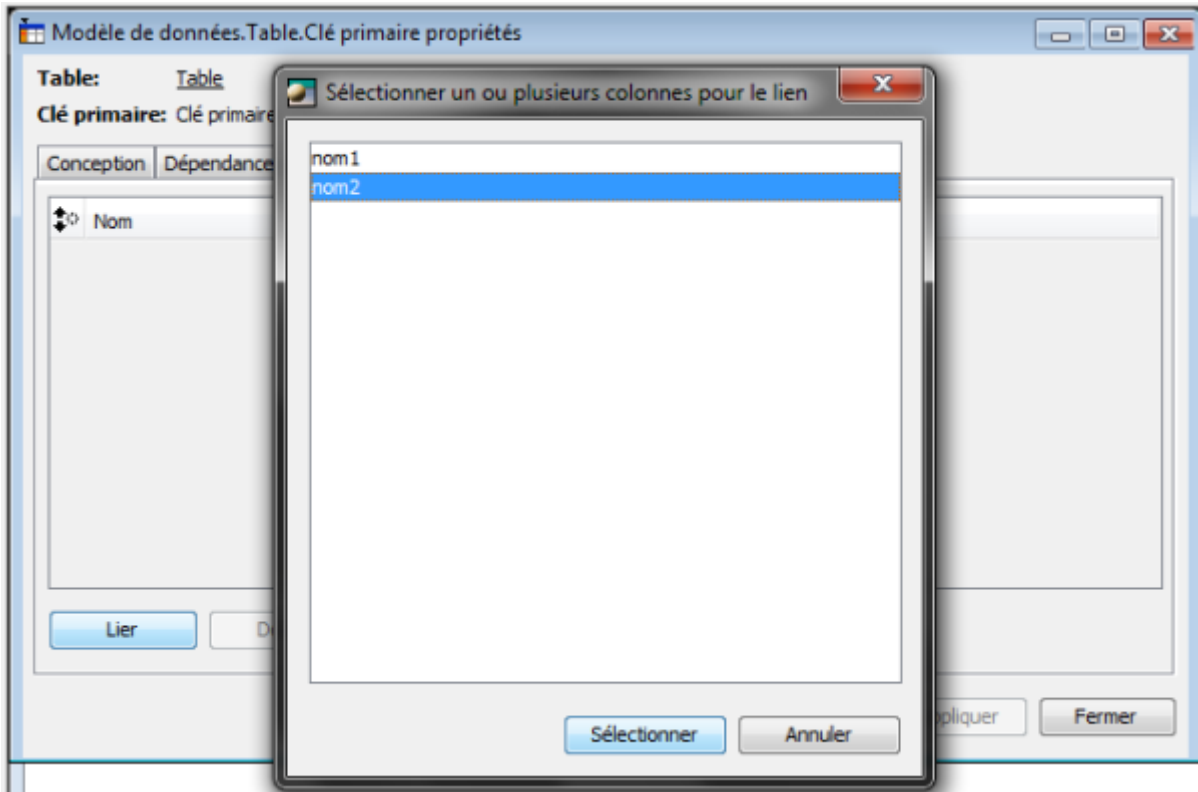 Modèle de données.Table.Clé primaire propriétés
Table: Table
Clé primaire: Clé primaire
Conception Dépendance
Nom
Lier
Sélectionner un ou plusieurs colonnes pour le lien
nom1
nom2
Sélectionner Annuler
Fermer